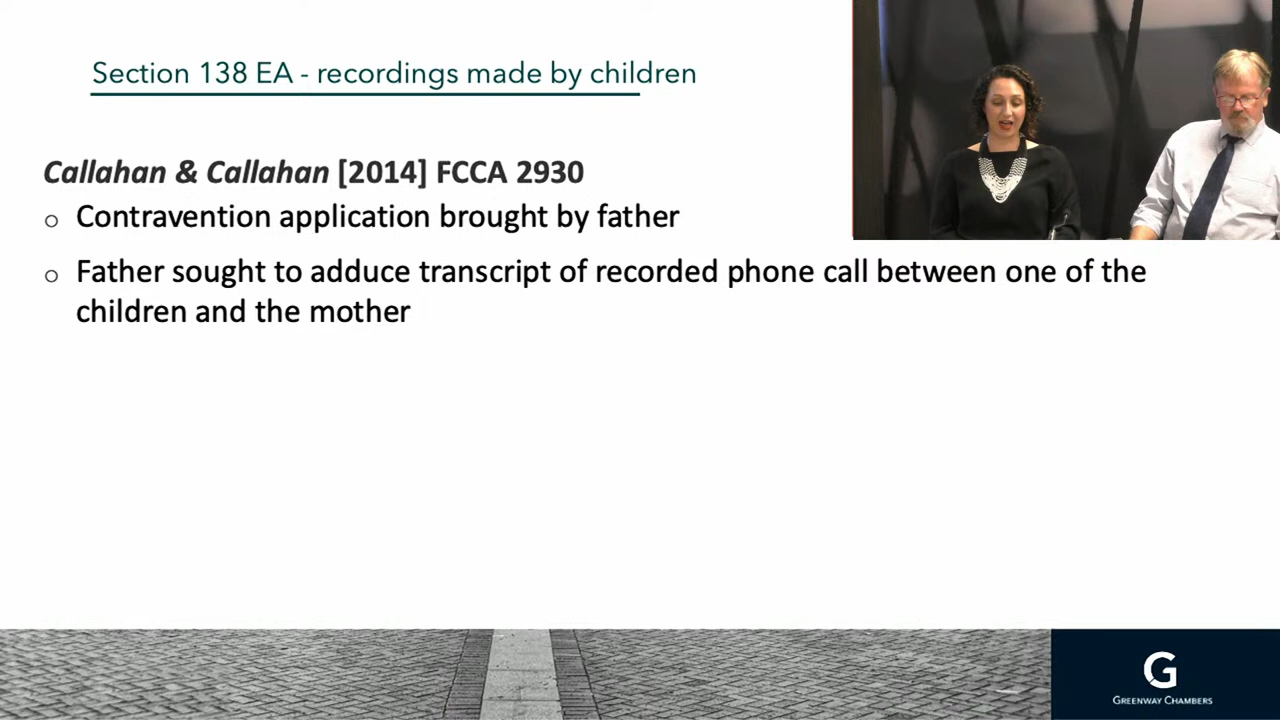 Section 138 EA - recordings made by children
Callahan & Callahan [2014] FCCA 2930
o Contravention application brought by father
o Father sought to adduce transcript of recorded phone call between one of the
children and the mother
G
GREENWAY CHAMBERS